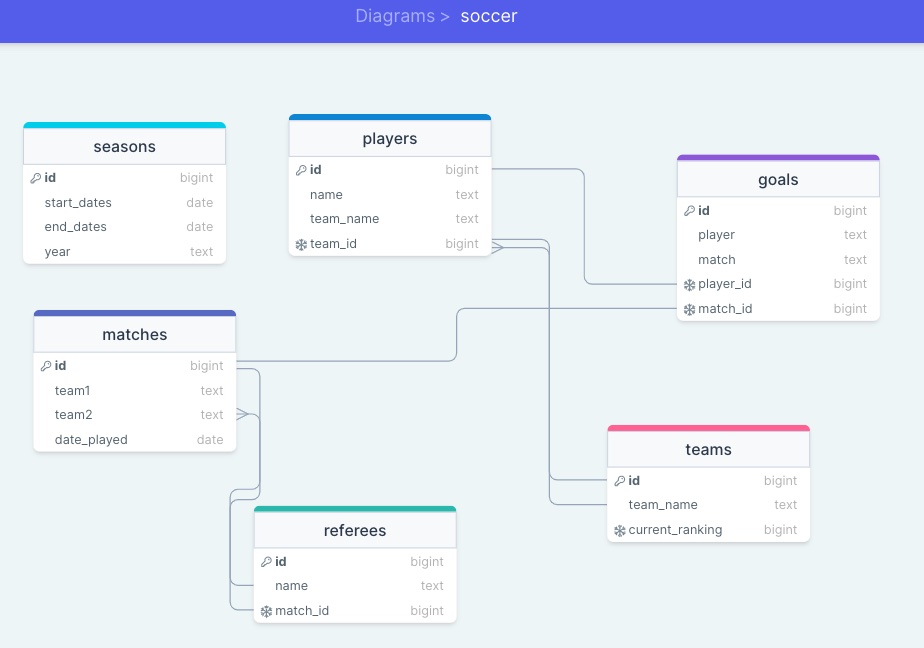 Diagrams > soccer
seasons
id bigint
start_dates date
end_dates date
year text
players
id bigint
name text
team_name text
team_id bigint
goals
id bigint
player text
match text
player_id bigint
match_id bigint
matches
id bigint
team1 text
team2 text
date_played date
teams
id bigint
team_name text
current_ranking bigint
referees
id bigint
name text
match_id bigint